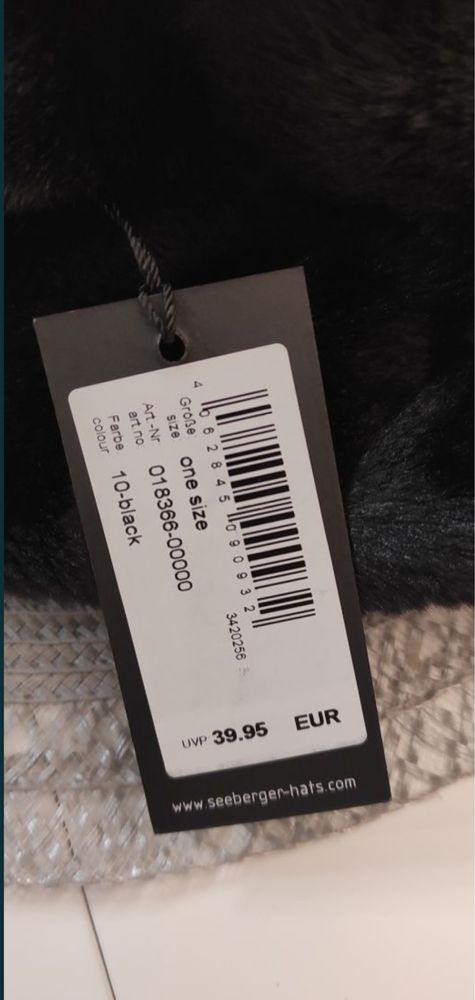 4 062845 090932
3420256
Größe one size
size
Art.-Nr 018366-00000
art.no.
Farbe 10-black
colour
UVP 39.95 EUR
www.seeberger-hats.com